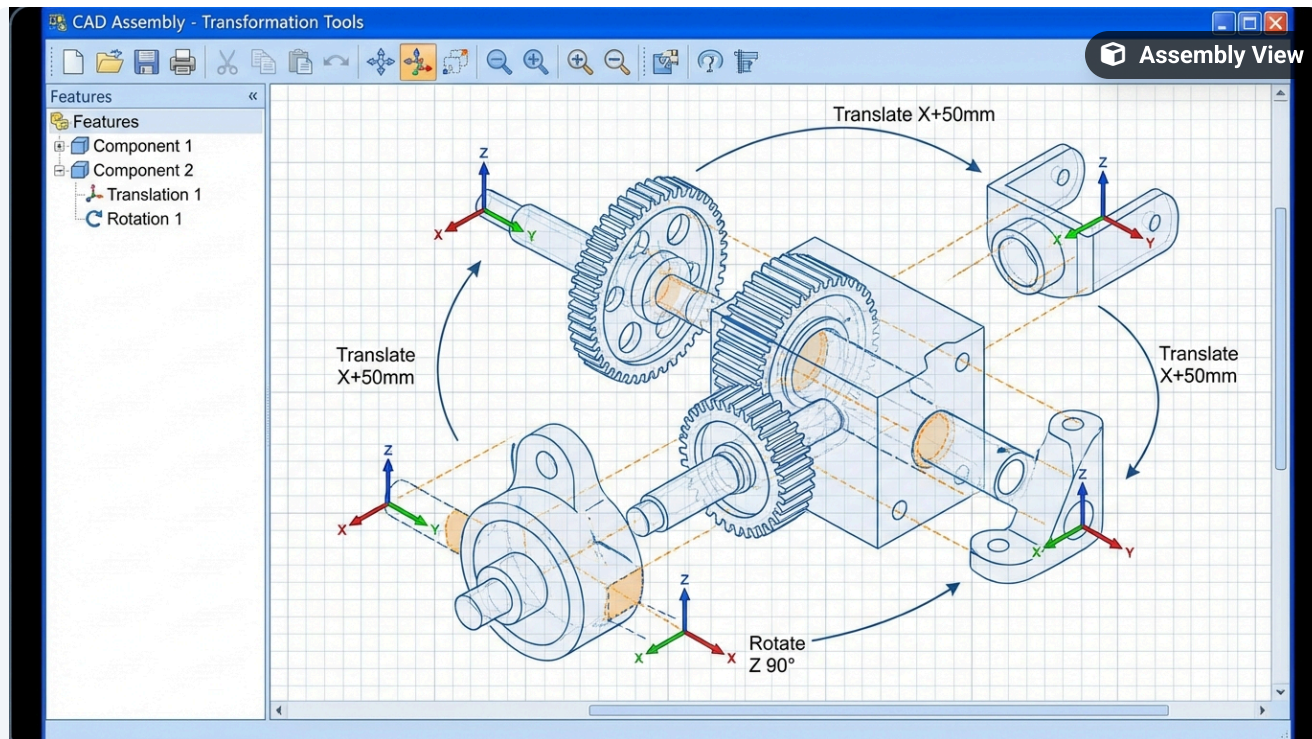 CAD Assembly - Transformation Tools
Assembly View
Features
Features
Component 1
Component 2
Translation 1
Rotation 1
Translate X+50mm
Z
X
Y
Z
X
Y
Translate
X+50mm
Translate
X+50mm
Z
X
Y
Z
X
Y
Z
X
X
Rotate
Z 90°